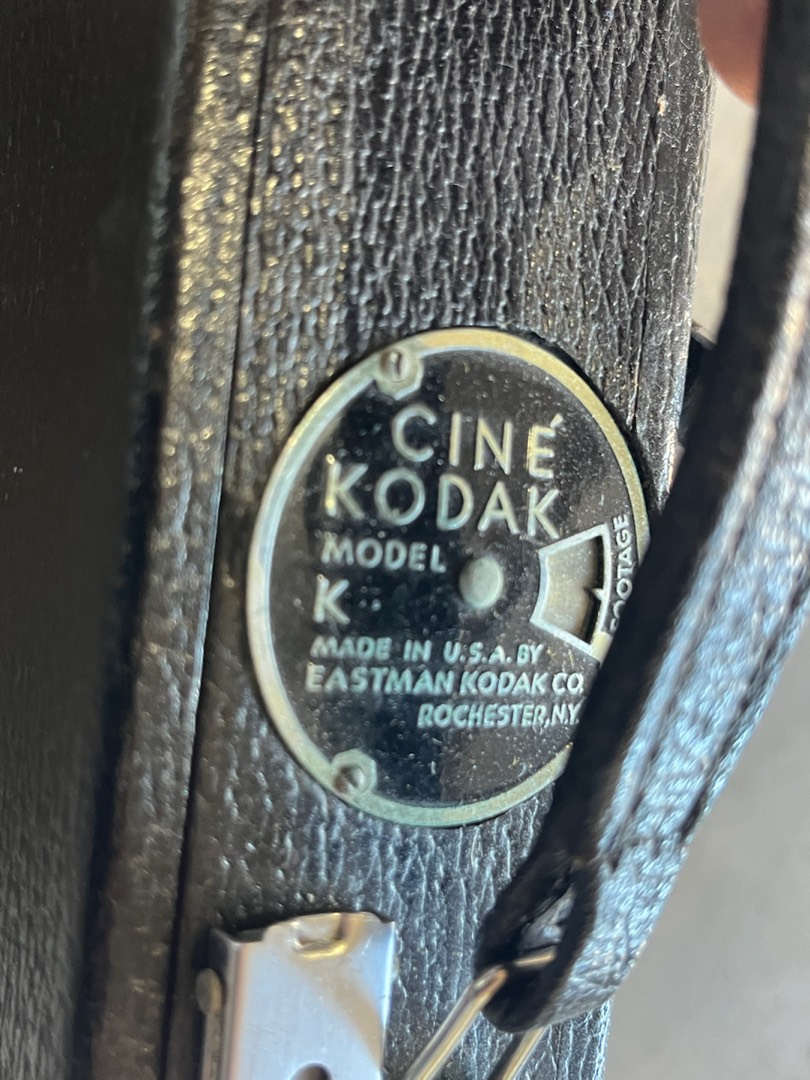 CINÉ
KODAK
MODEL
K
MADE IN U.S.A. BY
EASTMAN KODAK CO.
ROCHESTER, N.Y.
FOOTAGE